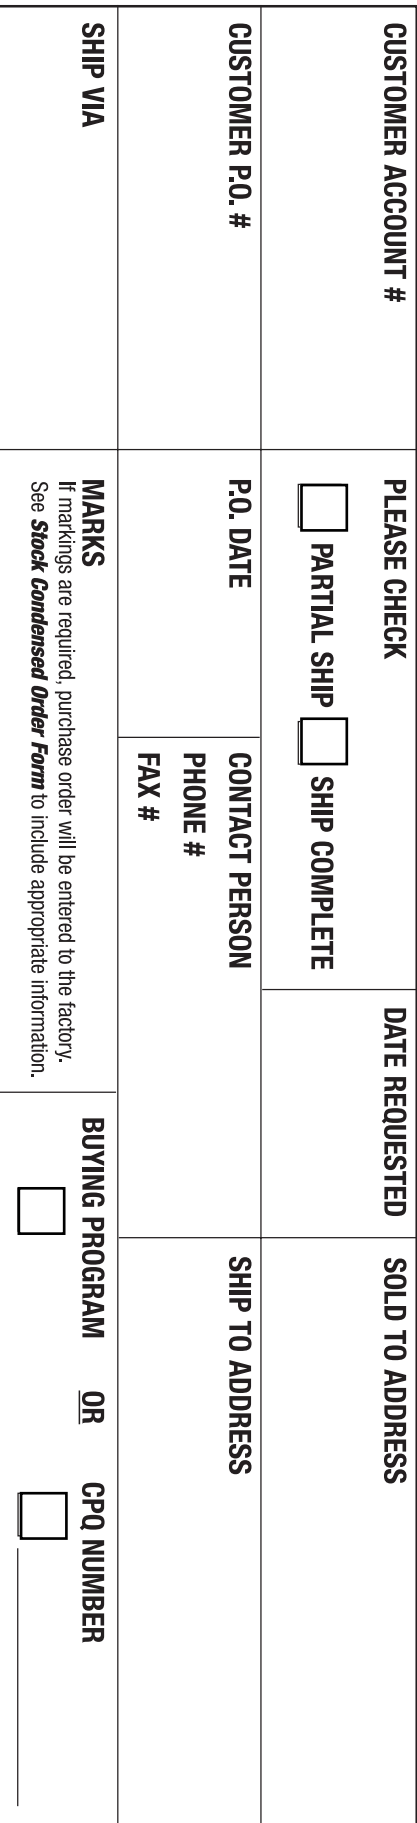 CUSTOMER ACCOUNT #
PLEASE CHECK
PARTIAL SHIP SHIP COMPLETE
DATE REQUESTED
SOLD TO ADDRESS
CUSTOMER P.O. #
P.O. DATE
CONTACT PERSON
PHONE #
FAX #
SHIP TO ADDRESS
SHIP VIA
MARKS
If markings are required, purchase order will be entered to the factory.
See Stock Condensed Order Form to include appropriate information.
BUYING PROGRAM OR CPQ NUMBER